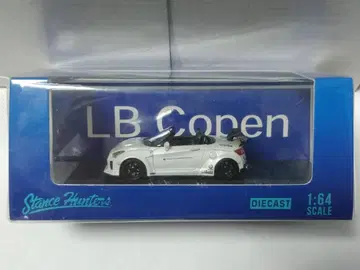 LB Copen
Stance Hunters
DIECAST
1:64
SCALE